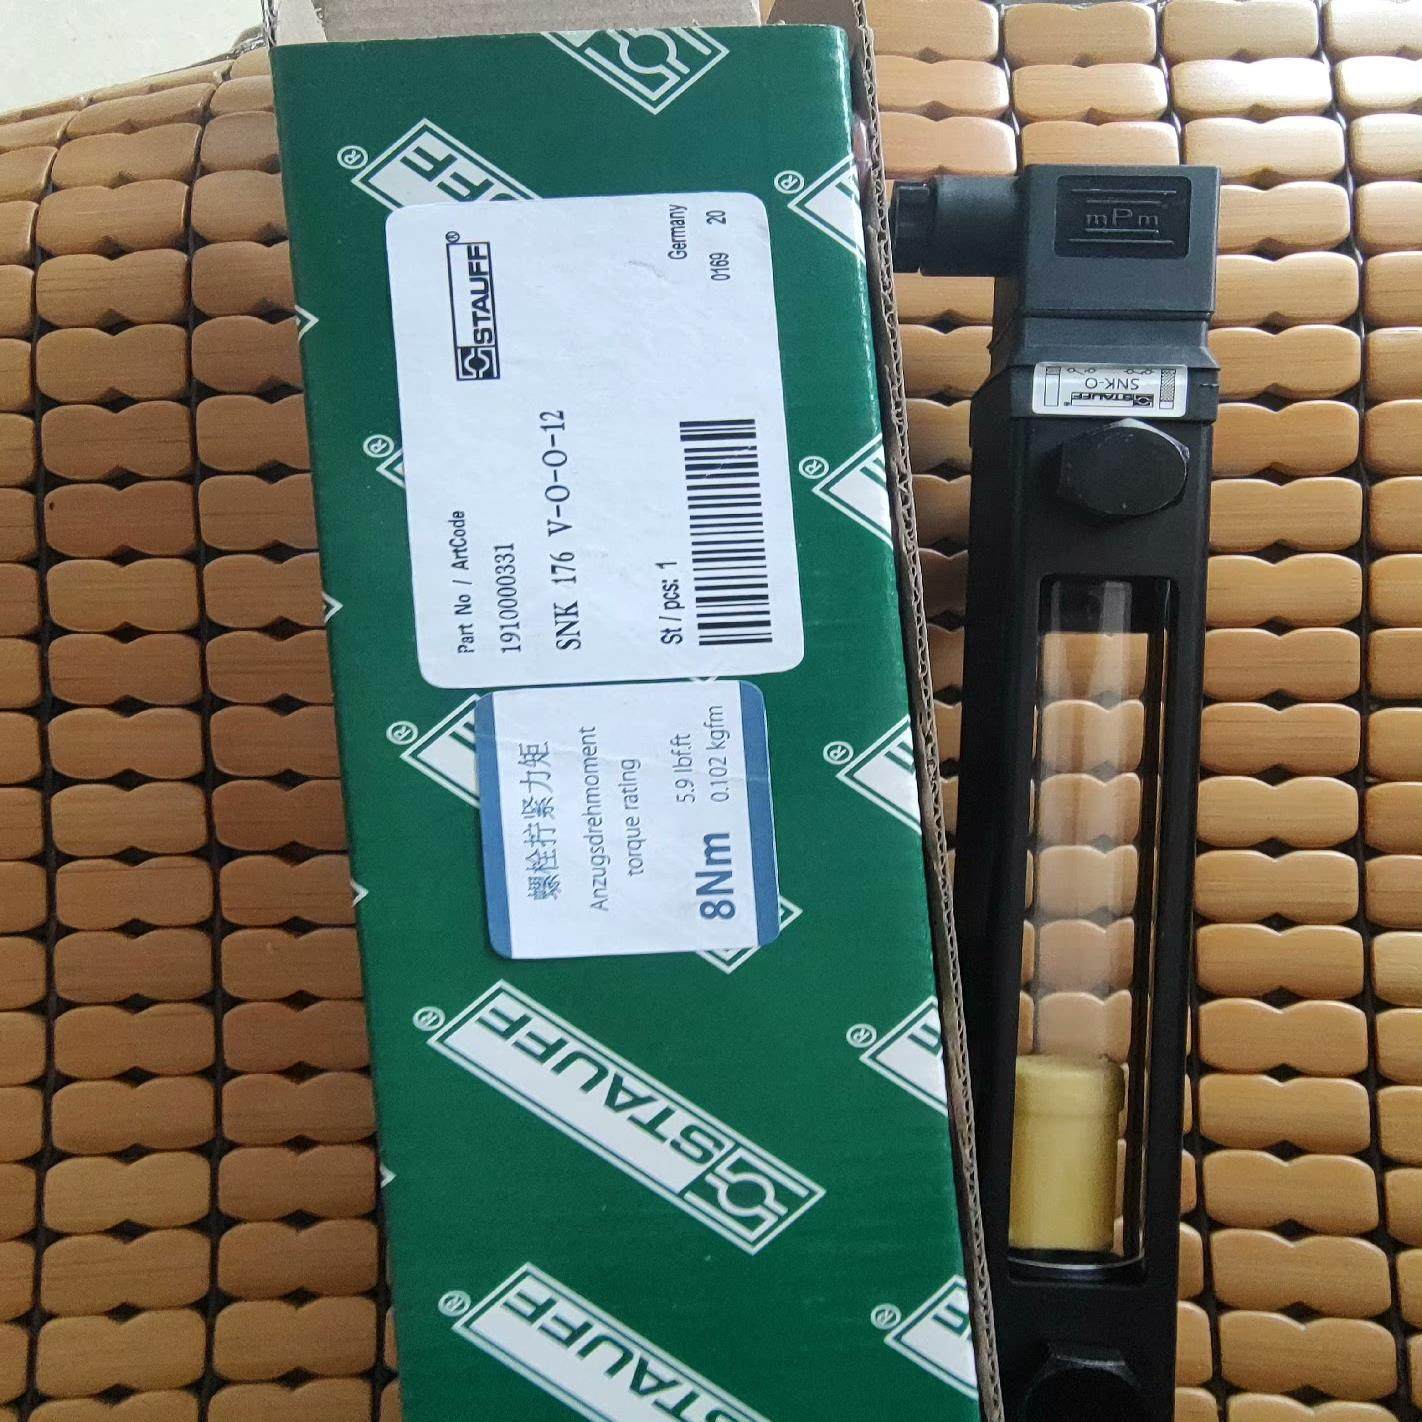 STAUFF®
Germany
0169 20
Part No / ArtCode
1910000331
SNK 176 V-O-O-12
St / pcs: 1
螺栓拧紧力矩
Anzugsdrehmoment
torque rating
8Nm
5.9 lbf.ft
0.102 kgfm
STAUFF®
STAUFF®
mPm
SNK-O
STAUFF®